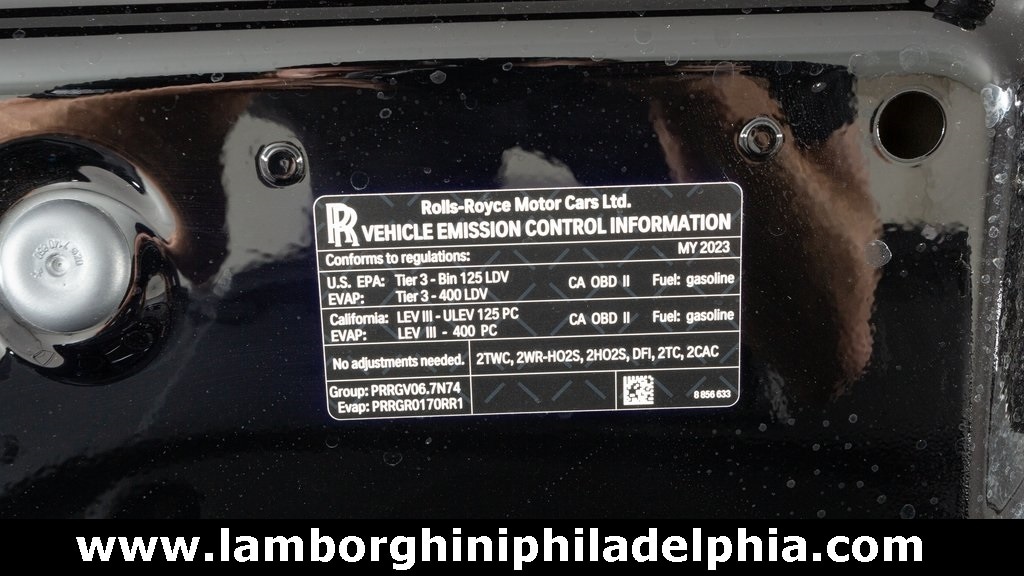 RR
Rolls-Royce Motor Cars Ltd.
VEHICLE EMISSION CONTROL INFORMATION
Conforms to regulations: MY 2023
U.S. EPA: Tier 3 - Bin 125 LDV CA OBD II Fuel: gasoline
EVAP: Tier 3 - 400 LDV
California: LEV III - ULEV 125 PC CA OBD II Fuel: gasoline
EVAP: LEV III - 400 PC
No adjustments needed. 2TWC, 2WR-HO2S, 2HO2S, DFI, 2TC, 2CAC
Group: PRRGV06.7N74
Evap: PRRGR0170RR1
8 856 633
www.lamborghiniphiladelphia.com